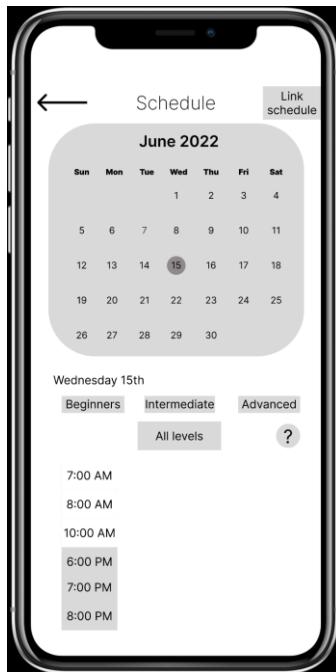 Schedule
Link
schedule
June 2022
Sun Mon Tue Wed Thu Fri Sat
1 2 3 4
5 6 7 8 9 10 11
12 13 14 15 16 17 18
19 20 21 22 23 24 25
26 27 28 29 30
Wednesday 15th
Beginners Intermediate Advanced
All levels ?
7:00 AM
8:00 AM
10:00 AM
6:00 PM
7:00 PM
8:00 PM